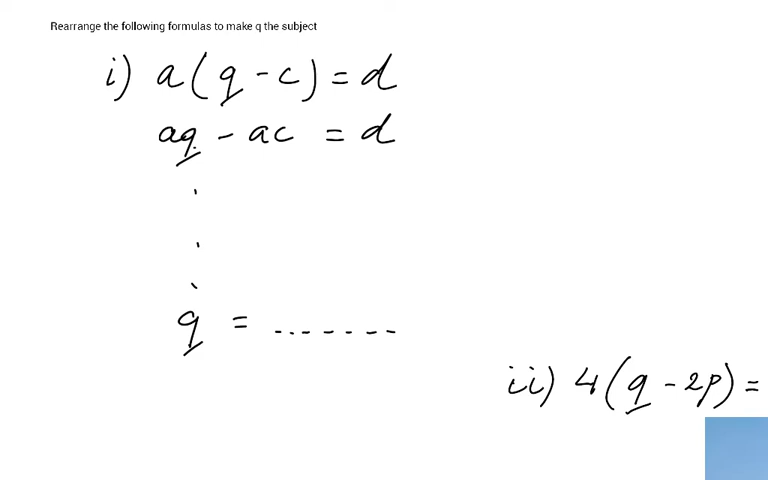 Rearrange the following formulas to make q the subject
i) a(q - c) = d
aq - ac = d
.
.
.
q = .......
ii) 4(q - 2p) =